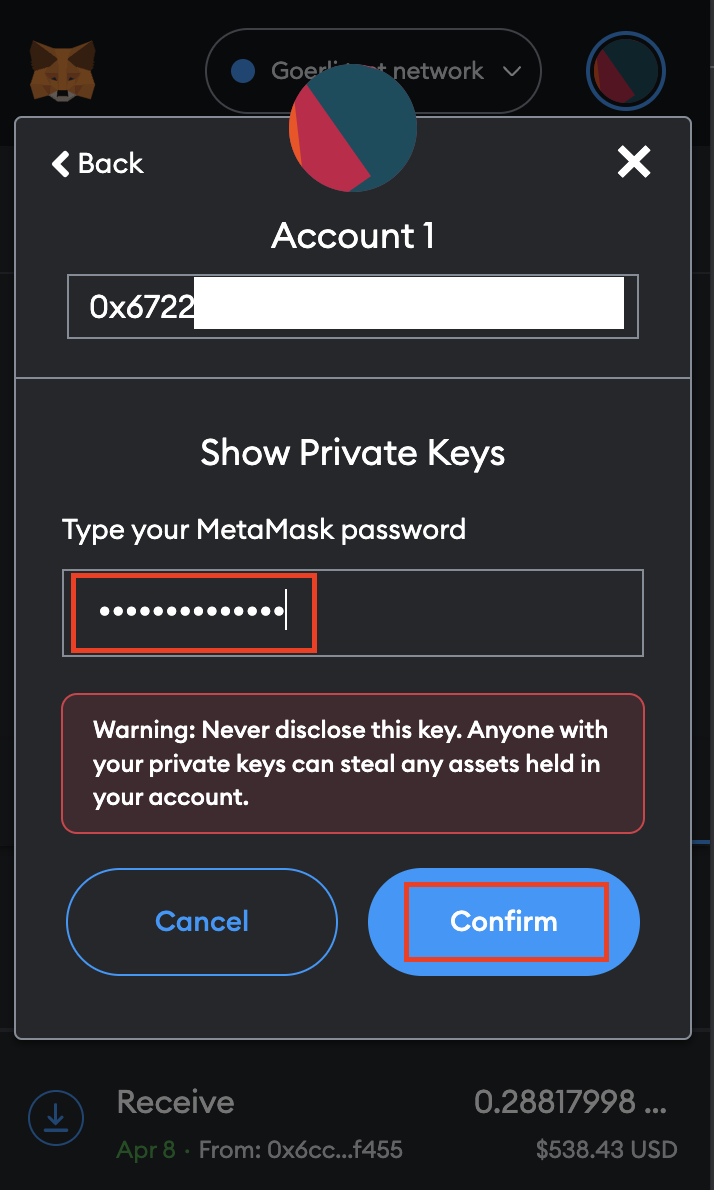 Goerli test network
Back
Account 1
0x6722
Show Private Keys
Type your MetaMask password
••••••••••••••
Warning: Never disclose this key. Anyone with
your private keys can steal any assets held in
your account.
Cancel
Confirm
Receive
0.28817998 ...
Apr 8 · From: 0x6cc...f455
$538.43 USD